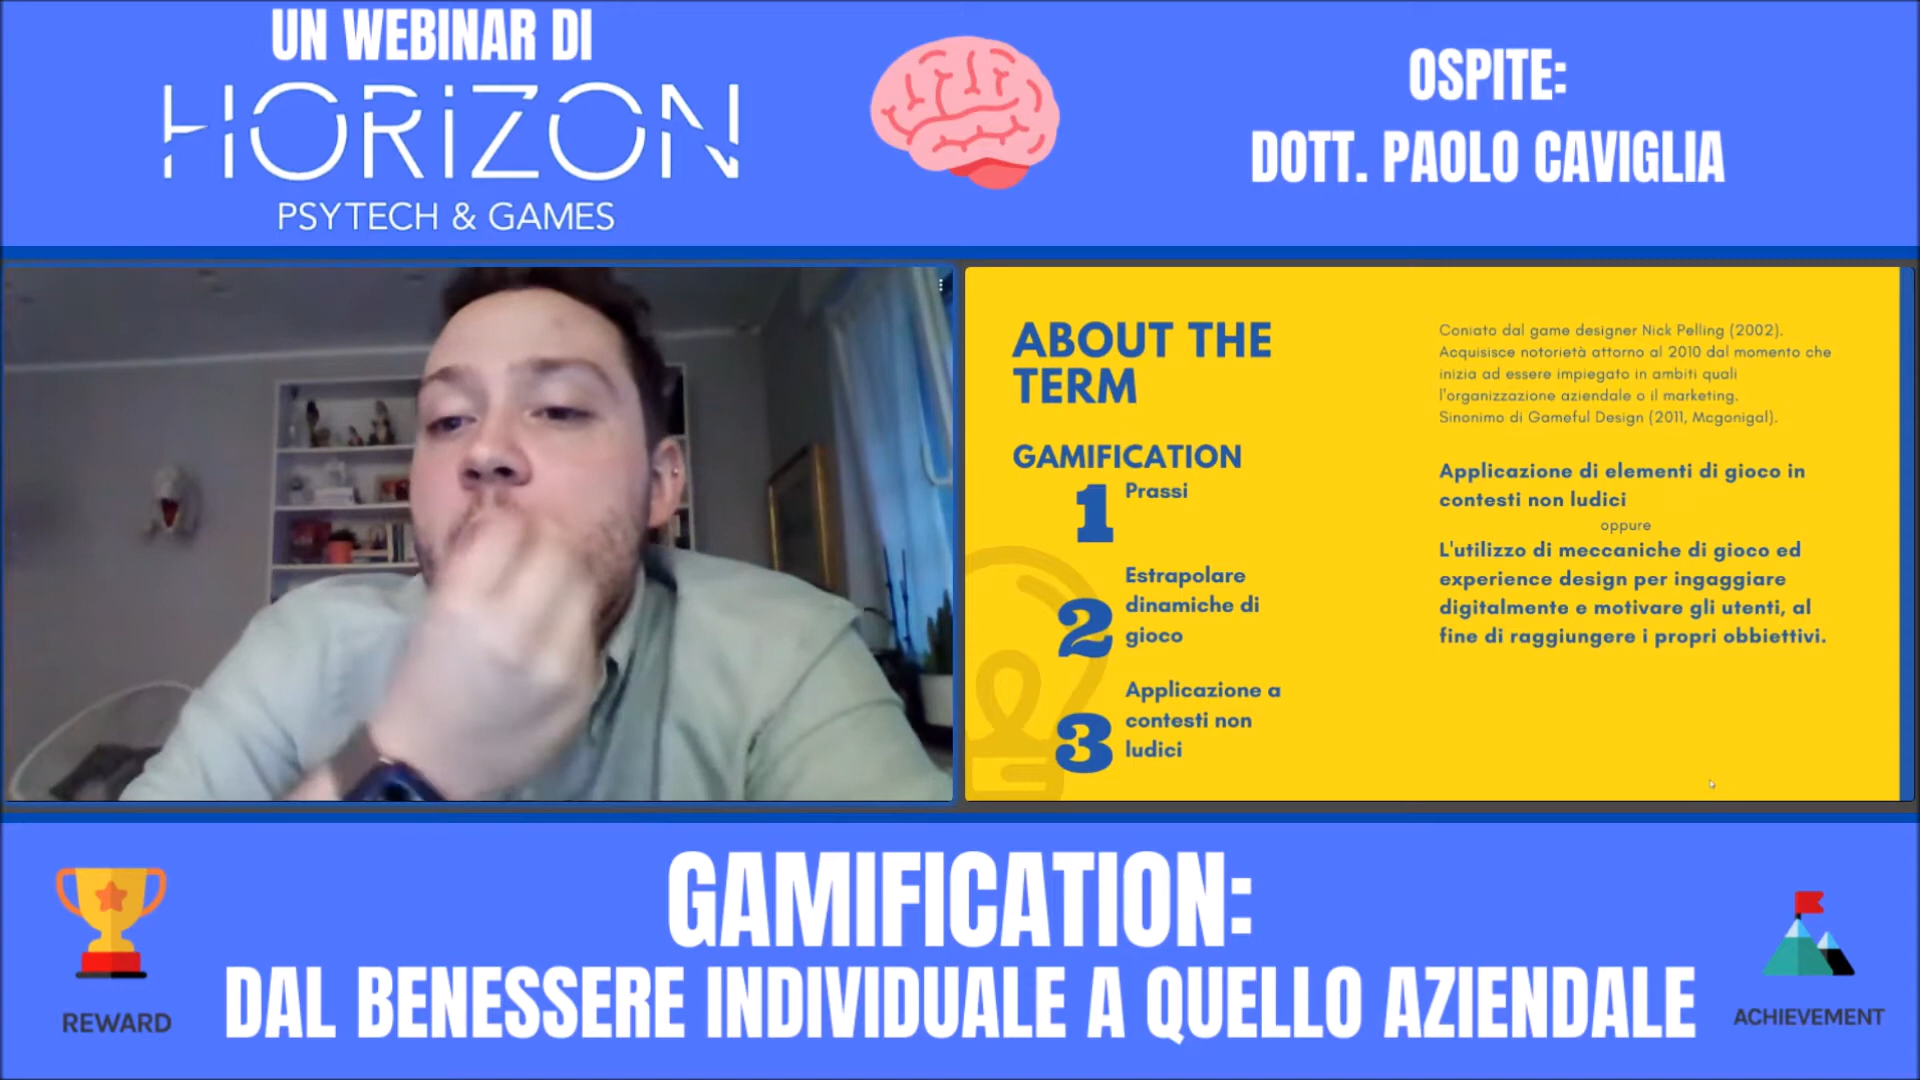 UN WEBINAR DI
HORiZON
PSYTECH & GAMES
OSPITE:
DOTT. PAOLO CAVIGLIA
ABOUT THE
TERM
GAMIFICATION
1
Prassi
2
Estrapolare
dinamiche di
gioco
3
Applicazione a
contesti non
ludici
Coniato dal game designer Nick Pelling (2002).
Acquisisce notorietà attorno al 2010 dal momento che
inizia ad essere impiegato in ambiti quali
l'organizzazione aziendale o il marketing.
Sinonimo di Gameful Design (2011, Mcgonigal).
Applicazione di elementi di gioco in
contesti non ludici
oppure
L'utilizzo di meccaniche di gioco ed
experience design per ingaggiare
digitalmente e motivare gli utenti, al
fine di raggiungere i propri obbiettivi.
REWARD
GAMIFICATION:
DAL BENESSERE INDIVIDUALE A QUELLO AZIENDALE
ACHIEVEMENT